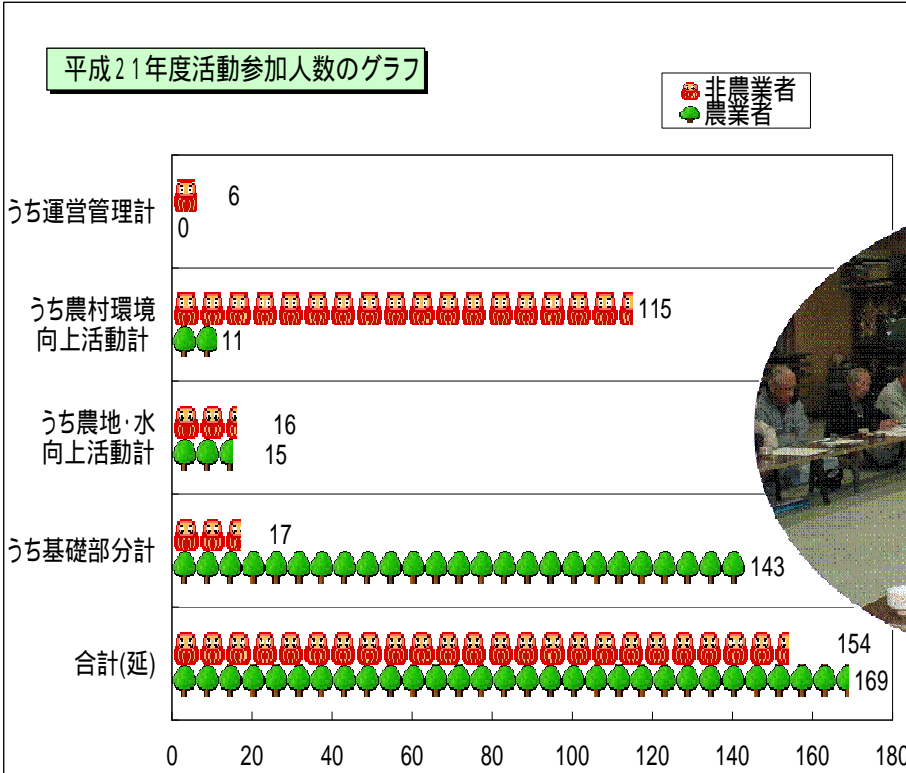 平成21年度活動参加人数のグラフ
非農業者
農業者
うち運営管理計
6
0
うち農村環境
向上活動計
115
11
うち農地･水
向上活動計
16
15
うち基礎部分計
17
143
合計(延)
154
169
0 20 40 60 80 100 120 140 160 180